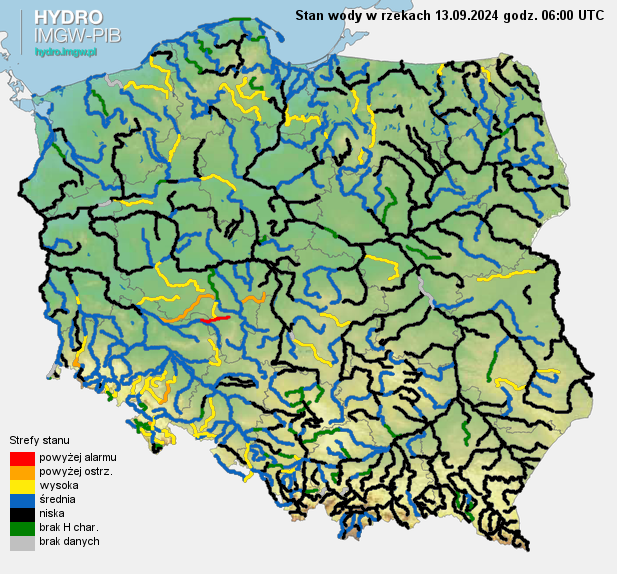 HYDRO
IMGW-PIB
hydro.imgw.pl
Stan wody w rzekach 13.09.2024 godz. 06:00 UTC
Strefy stanu
powyżej alarmu
powyżej ostrz.
wysoka
średnia
niska
brak H char.
brak danych